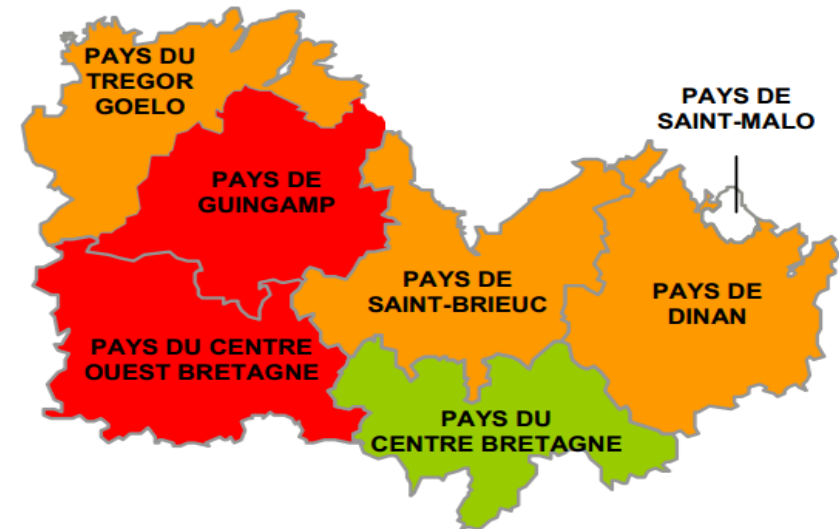 PAYS DU
TREGOR
GOELO
PAYS DE
SAINT-MALO
PAYS DE
GUINGAMP
PAYS DE
SAINT-BRIEUC
PAYS DE
DINAN
PAYS DU CENTRE
OUEST BRETAGNE
PAYS DU
CENTRE BRETAGNE